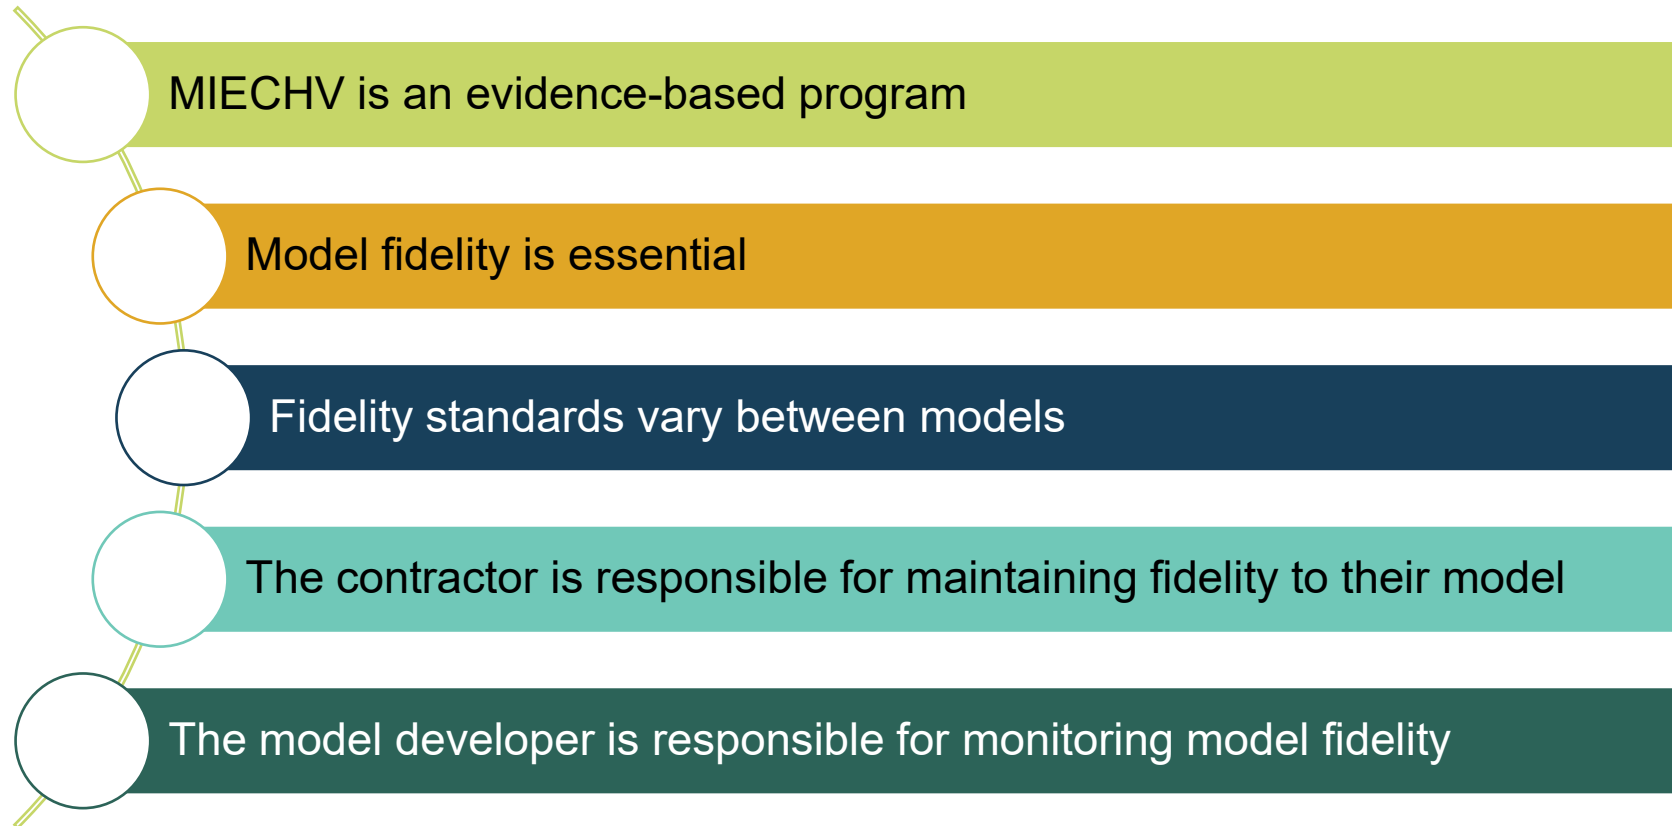 MIECHV is an evidence-based program
Model fidelity is essential
Fidelity standards vary between models
The contractor is responsible for maintaining fidelity to their model
The model developer is responsible for monitoring model fidelity